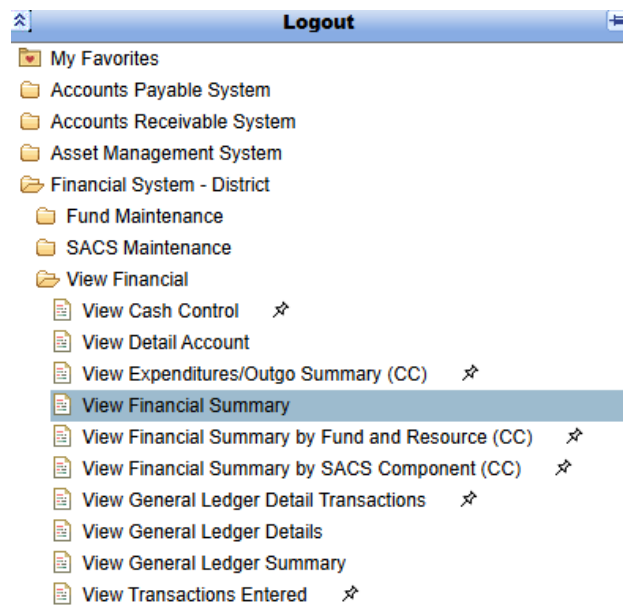 Logout
My Favorites
Accounts Payable System
Accounts Receivable System
Asset Management System
Financial System - District
Fund Maintenance
SACS Maintenance
View Financial
View Cash Control
View Detail Account
View Expenditures/Outgo Summary (CC)
View Financial Summary
View Financial Summary by Fund and Resource (CC)
View Financial Summary by SACS Component (CC)
View General Ledger Detail Transactions
View General Ledger Details
View General Ledger Summary
View Transactions Entered